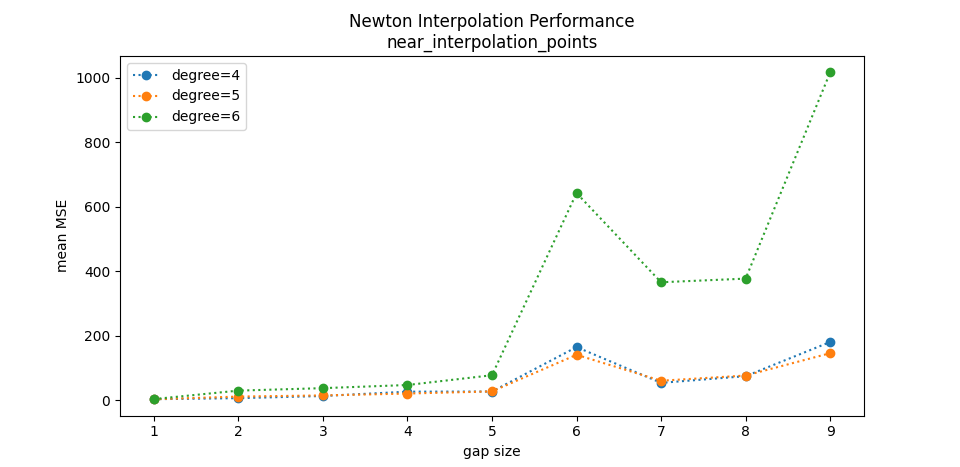 Newton Interpolation Performance
near_interpolation_points
degree=4
degree=5
degree=6
mean MSE
1000
800
600
400
200
0
1 2 3 4 5 6 7 8 9
gap size